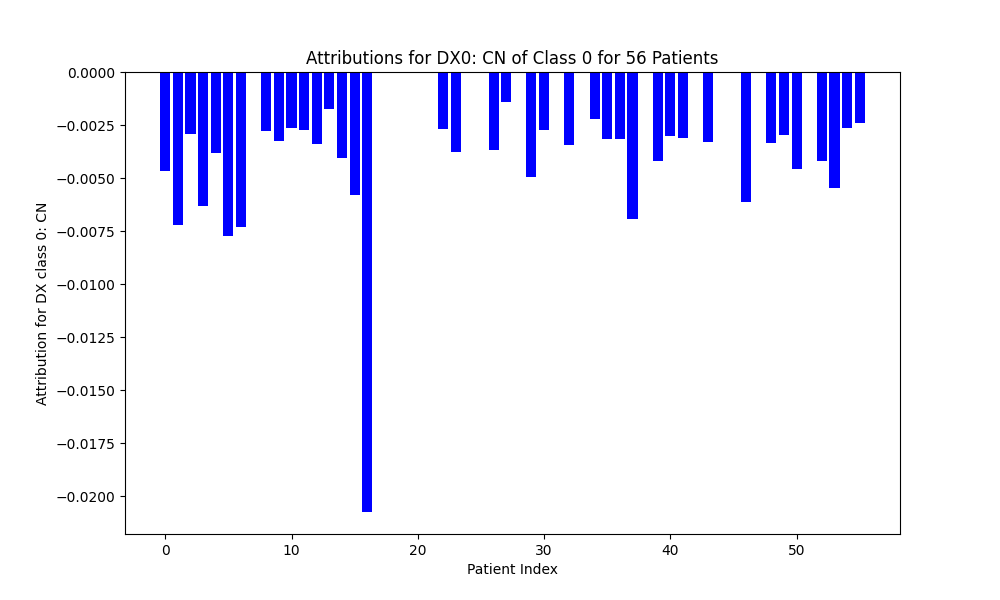 Attributions for DX0: CN of Class 0 for 56 Patients
Attribution for DX class 0: CN
0.0000
−0.0025
−0.0050
−0.0075
−0.0100
−0.0125
−0.0150
−0.0175
−0.0200
0 10 20 30 40 50
Patient Index